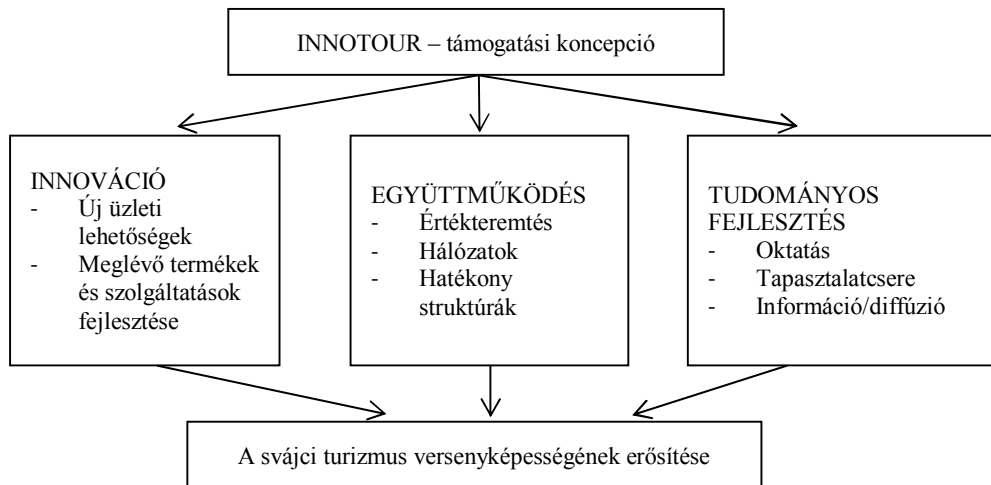 INNOTOUR – támogatási koncepció
INNOVÁCIÓ
- Új üzleti
lehetőségek
- Meglévő termékek
és szolgáltatások
fejlesztése
EGYÜTTMŰKÖDÉS
- Értékteremtés
- Hálózatok
- Hatékony
struktúrák
TUDOMÁNYOS
FEJLESZTÉS
- Oktatás
- Tapasztalatcsere
- Információ/diffúzió
A svájci turizmus versenyképességének erősítése